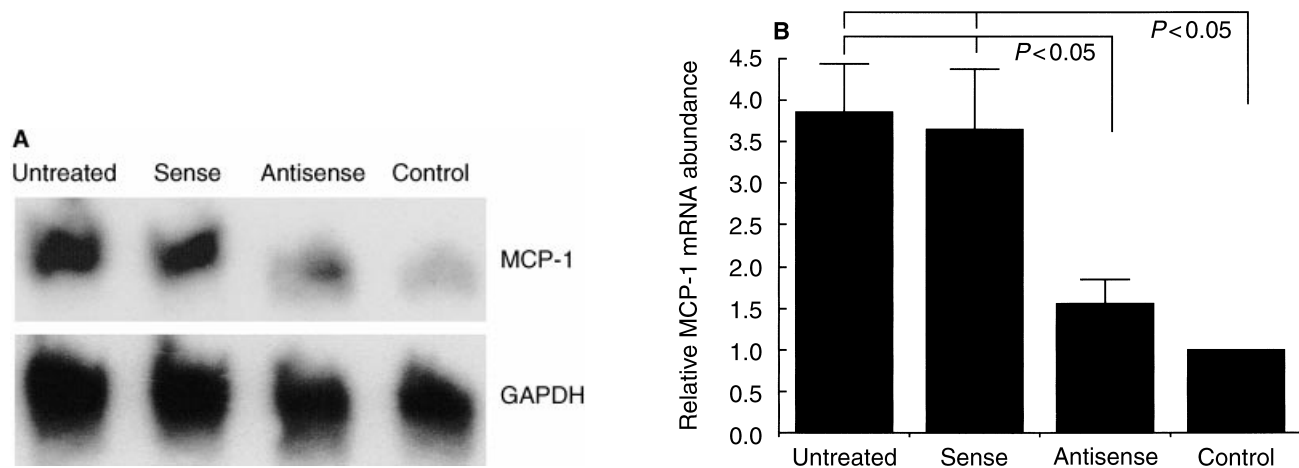 A
Untreated Sense Antisense Control
MCP-1
GAPDH
B
P<0.05
P<0.05
Relative MCP-1 mRNA abundance
4.5
4.0
3.5
3.0
2.5
2.0
1.5
1.0
0.5
0.0
Untreated Sense Antisense Control